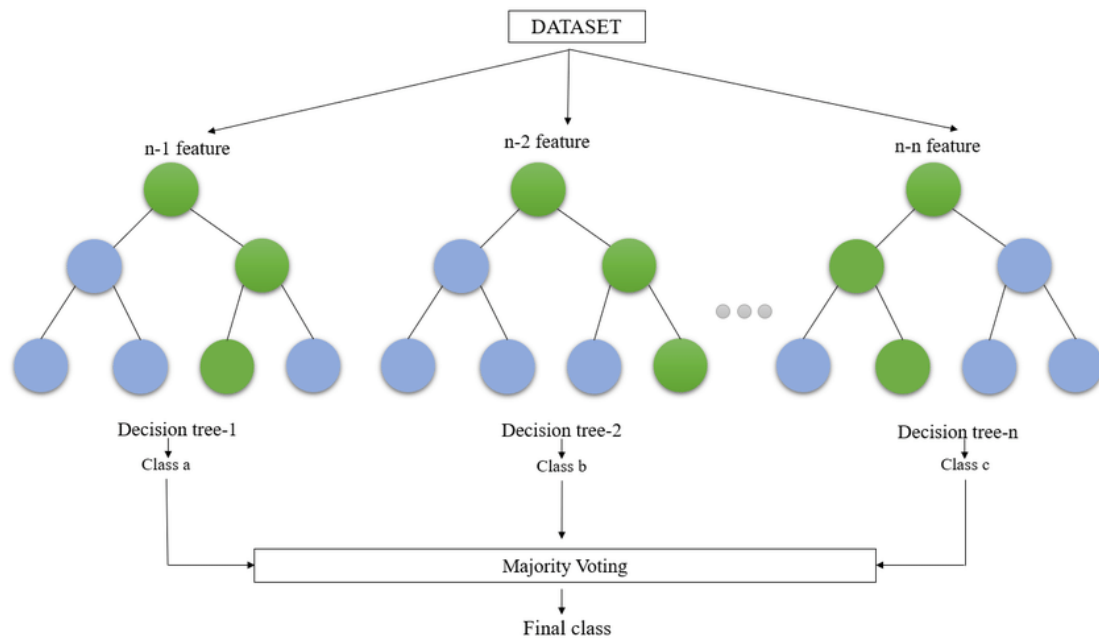 DATASET
n-1 feature
n-2 feature
n-n feature
Decision tree-1
Decision tree-2
Decision tree-n
Class a
Class b
Class c
Majority Voting
Final class